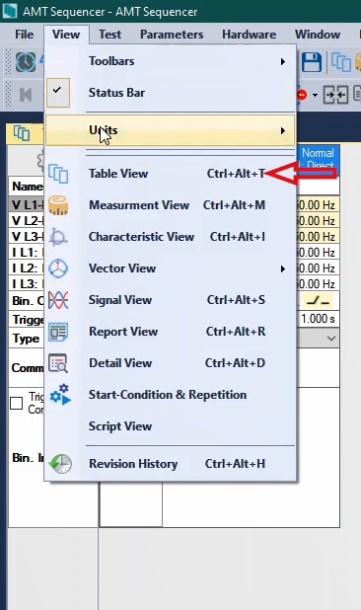 AMT Sequencer - AMT Sequencer
File View Test Parameters Hardware Window
Toolbars
Status Bar
Units
Normal
Direct
Table View Ctrl+Alt+T
Name
Measurment View Ctrl+Alt+M
V L1-
0.00 Hz
V L2-
0.00 Hz
Characteristic View Ctrl+Alt+I
V L3-
0.00 Hz
I L1:
0.00 Hz
Vector View
I L2:
0.00 Hz
I L3:
0.00 Hz
Signal View Ctrl+Alt+S
Bin. C
Trigge
1.000 s
Report View Ctrl+Alt+R
Type
Detail View Ctrl+Alt+D
Comm
Start-Condition & Repetition
Trig
Cor
Script View
Bin. In
Revision History Ctrl+Alt+H